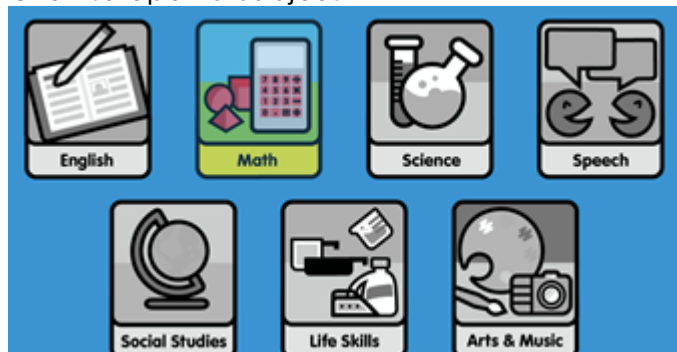 English
Math
Science
Speech
Social Studies
Life Skills
Arts & Music